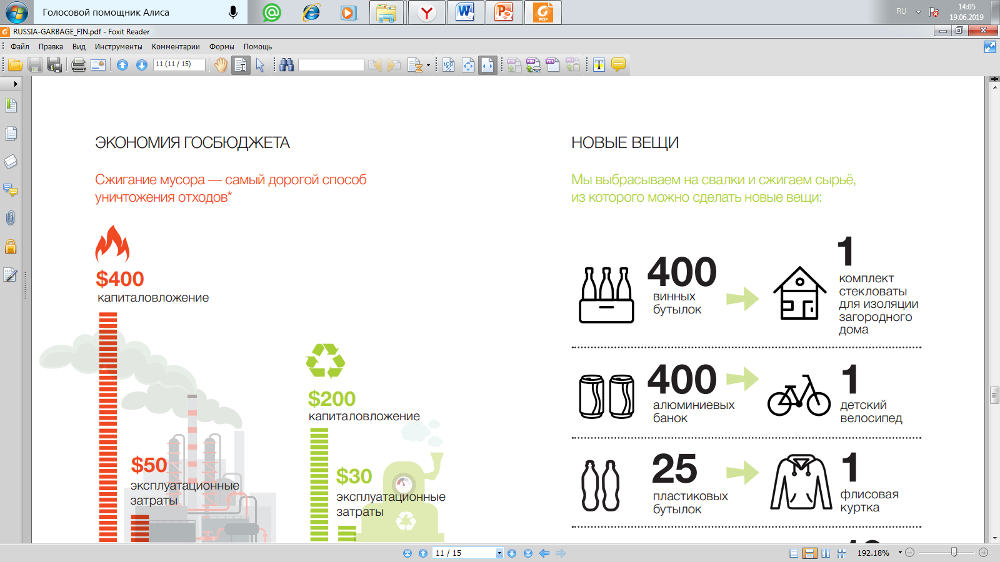 Голосовой помощник Алиса
RU
14:05
19.06.2019
RUSSIA-GARBAGE_FIN.pdf - Foxit Reader
Файл Правка Вид Инструменты Комментарии Формы Помощь
11 (11 / 15)
ЭКОНОМИЯ ГОСБЮДЖЕТА
Сжигание мусора — самый дорогой способ
уничтожения отходов*
$400
капиталовложение
$50
эксплуатационные
затраты
$200
капиталовложение
$30
эксплуатационные
затраты
НОВЫЕ ВЕЩИ
Мы выбрасываем на свалки и сжигаем сырьё,
из которого можно сделать новые вещи:
400
винных
бутылок
1
комплект
стекловаты
для изоляции
загородного
дома
400
алюминиевых
банок
1
детский
велосипед
25
пластиковых
бутылок
1
флисовая
куртка
11 / 15
192.18%